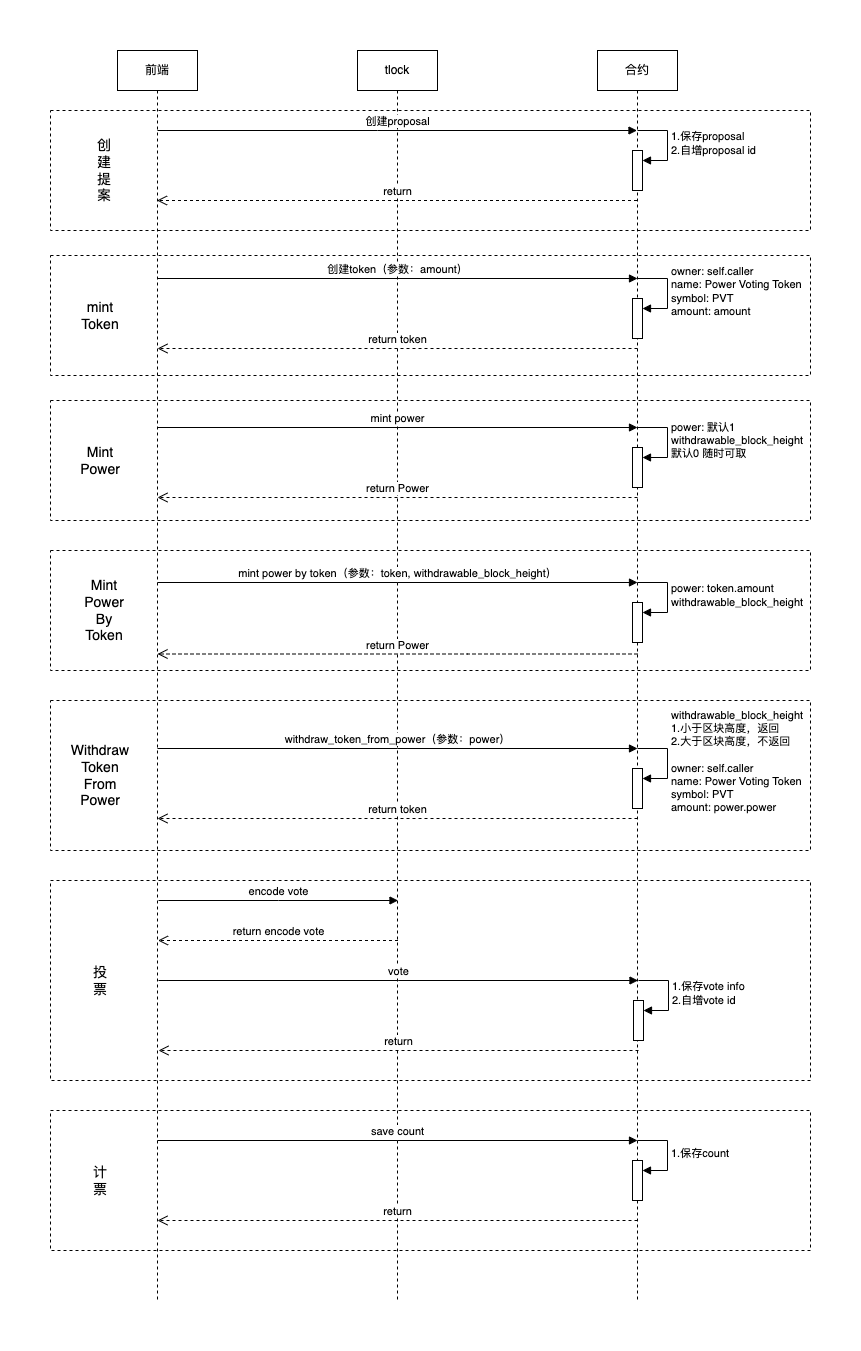 前端
tlock
合约
创
建
提
案
创建proposal
1.保存proposal
2.自增proposal id
return
mint
Token
创建token（参数：amount）
owner: self.caller
name: Power Voting Token
symbol: PVT
amount: amount
return token
Mint
Power
mint power
power: 默认1
withdrawable_block_height
默认0 随时可取
return Power
Mint
Power
By
Token
mint power by token（参数：token, withdrawable_block_height）
power: token.amount
withdrawable_block_height
return Power
Withdraw
Token
From
Power
withdraw_token_from_power（参数：power）
withdrawable_block_height
1.小于区块高度，返回
2.大于区块高度，不返回
owner: self.caller
name: Power Voting Token
symbol: PVT
amount: power.power
return token
投
票
encode vote
return encode vote
vote
1.保存vote info
2.自增vote id
return
计
票
save count
1.保存count
return